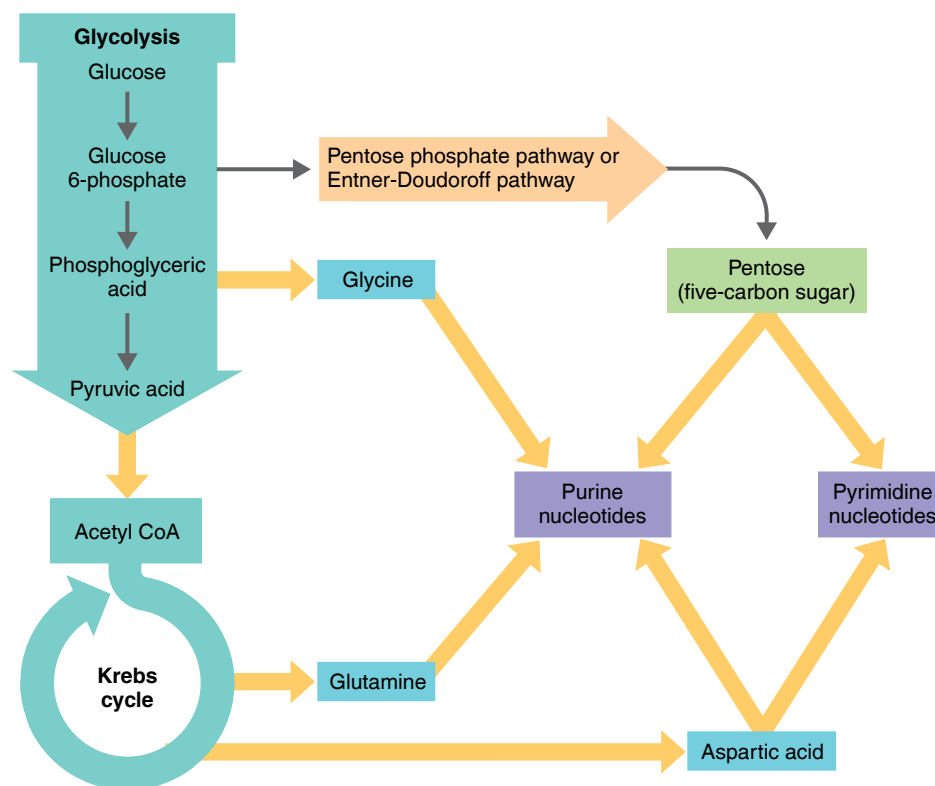 Glycolysis
Glucose
Glucose
6-phosphate
Pentose phosphate pathway or
Entner-Doudoroff pathway
Phosphoglyceric
acid
Glycine
Pentose
(five-carbon sugar)
Pyruvic acid
Purine
nucleotides
Pyrimidine
nucleotides
Acetyl CoA
Krebs
cycle
Glutamine
Aspartic acid